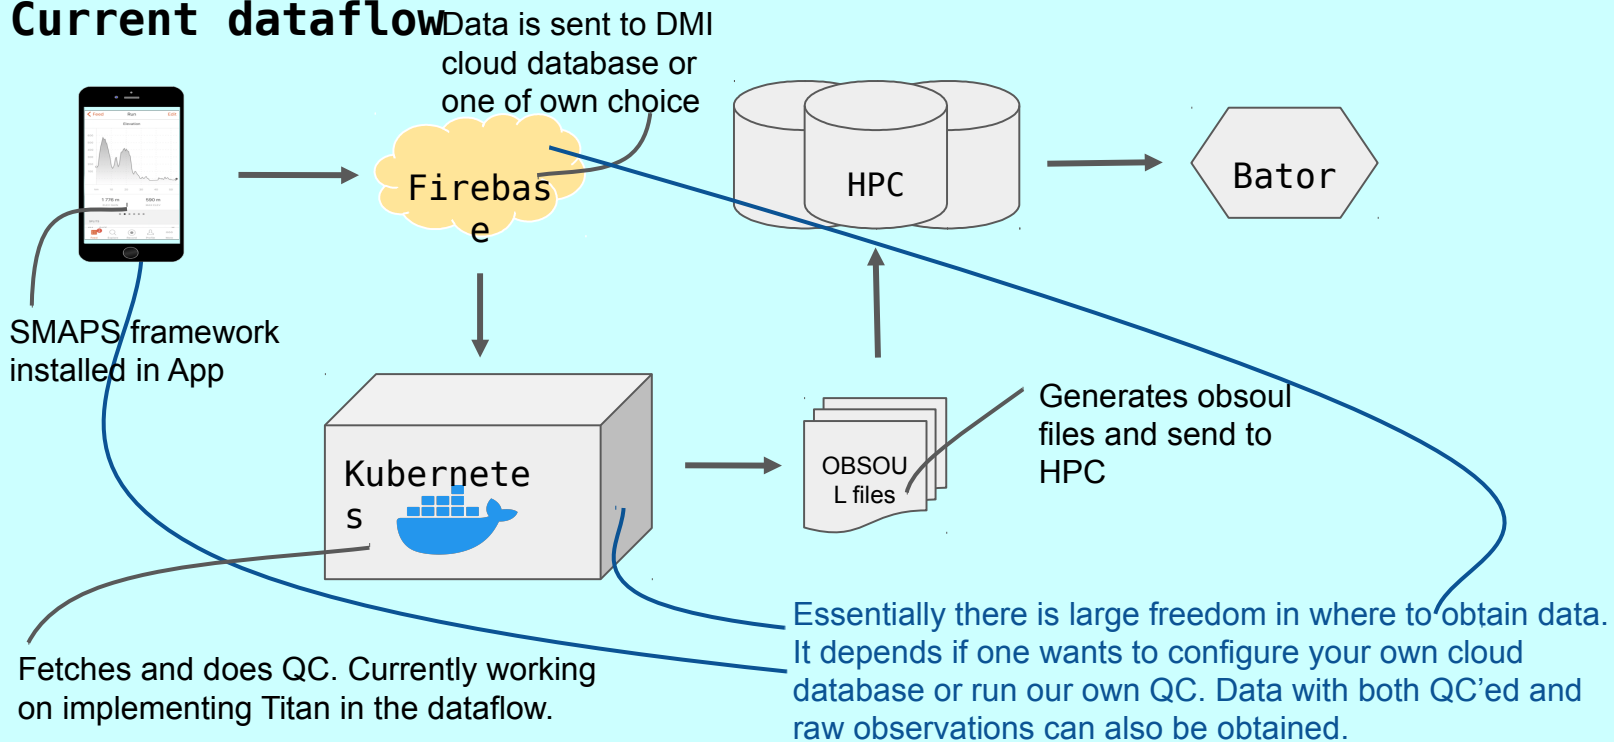 Current dataflow
Data is sent to DMI
cloud database or
one of own choice
Run
Edit
Firebas
e
HPC
Bator
SMAPS framework
installed in App
Kubernete
s
OBSOU
L files
Generates obsoul
files and send to
HPC
Fetches and does QC. Currently working
on implementing Titan in the dataflow.
Essentially there is large freedom in where to obtain data.
It depends if one wants to configure your own cloud
database or run our own QC. Data with both QC’ed and
raw observations can also be obtained.